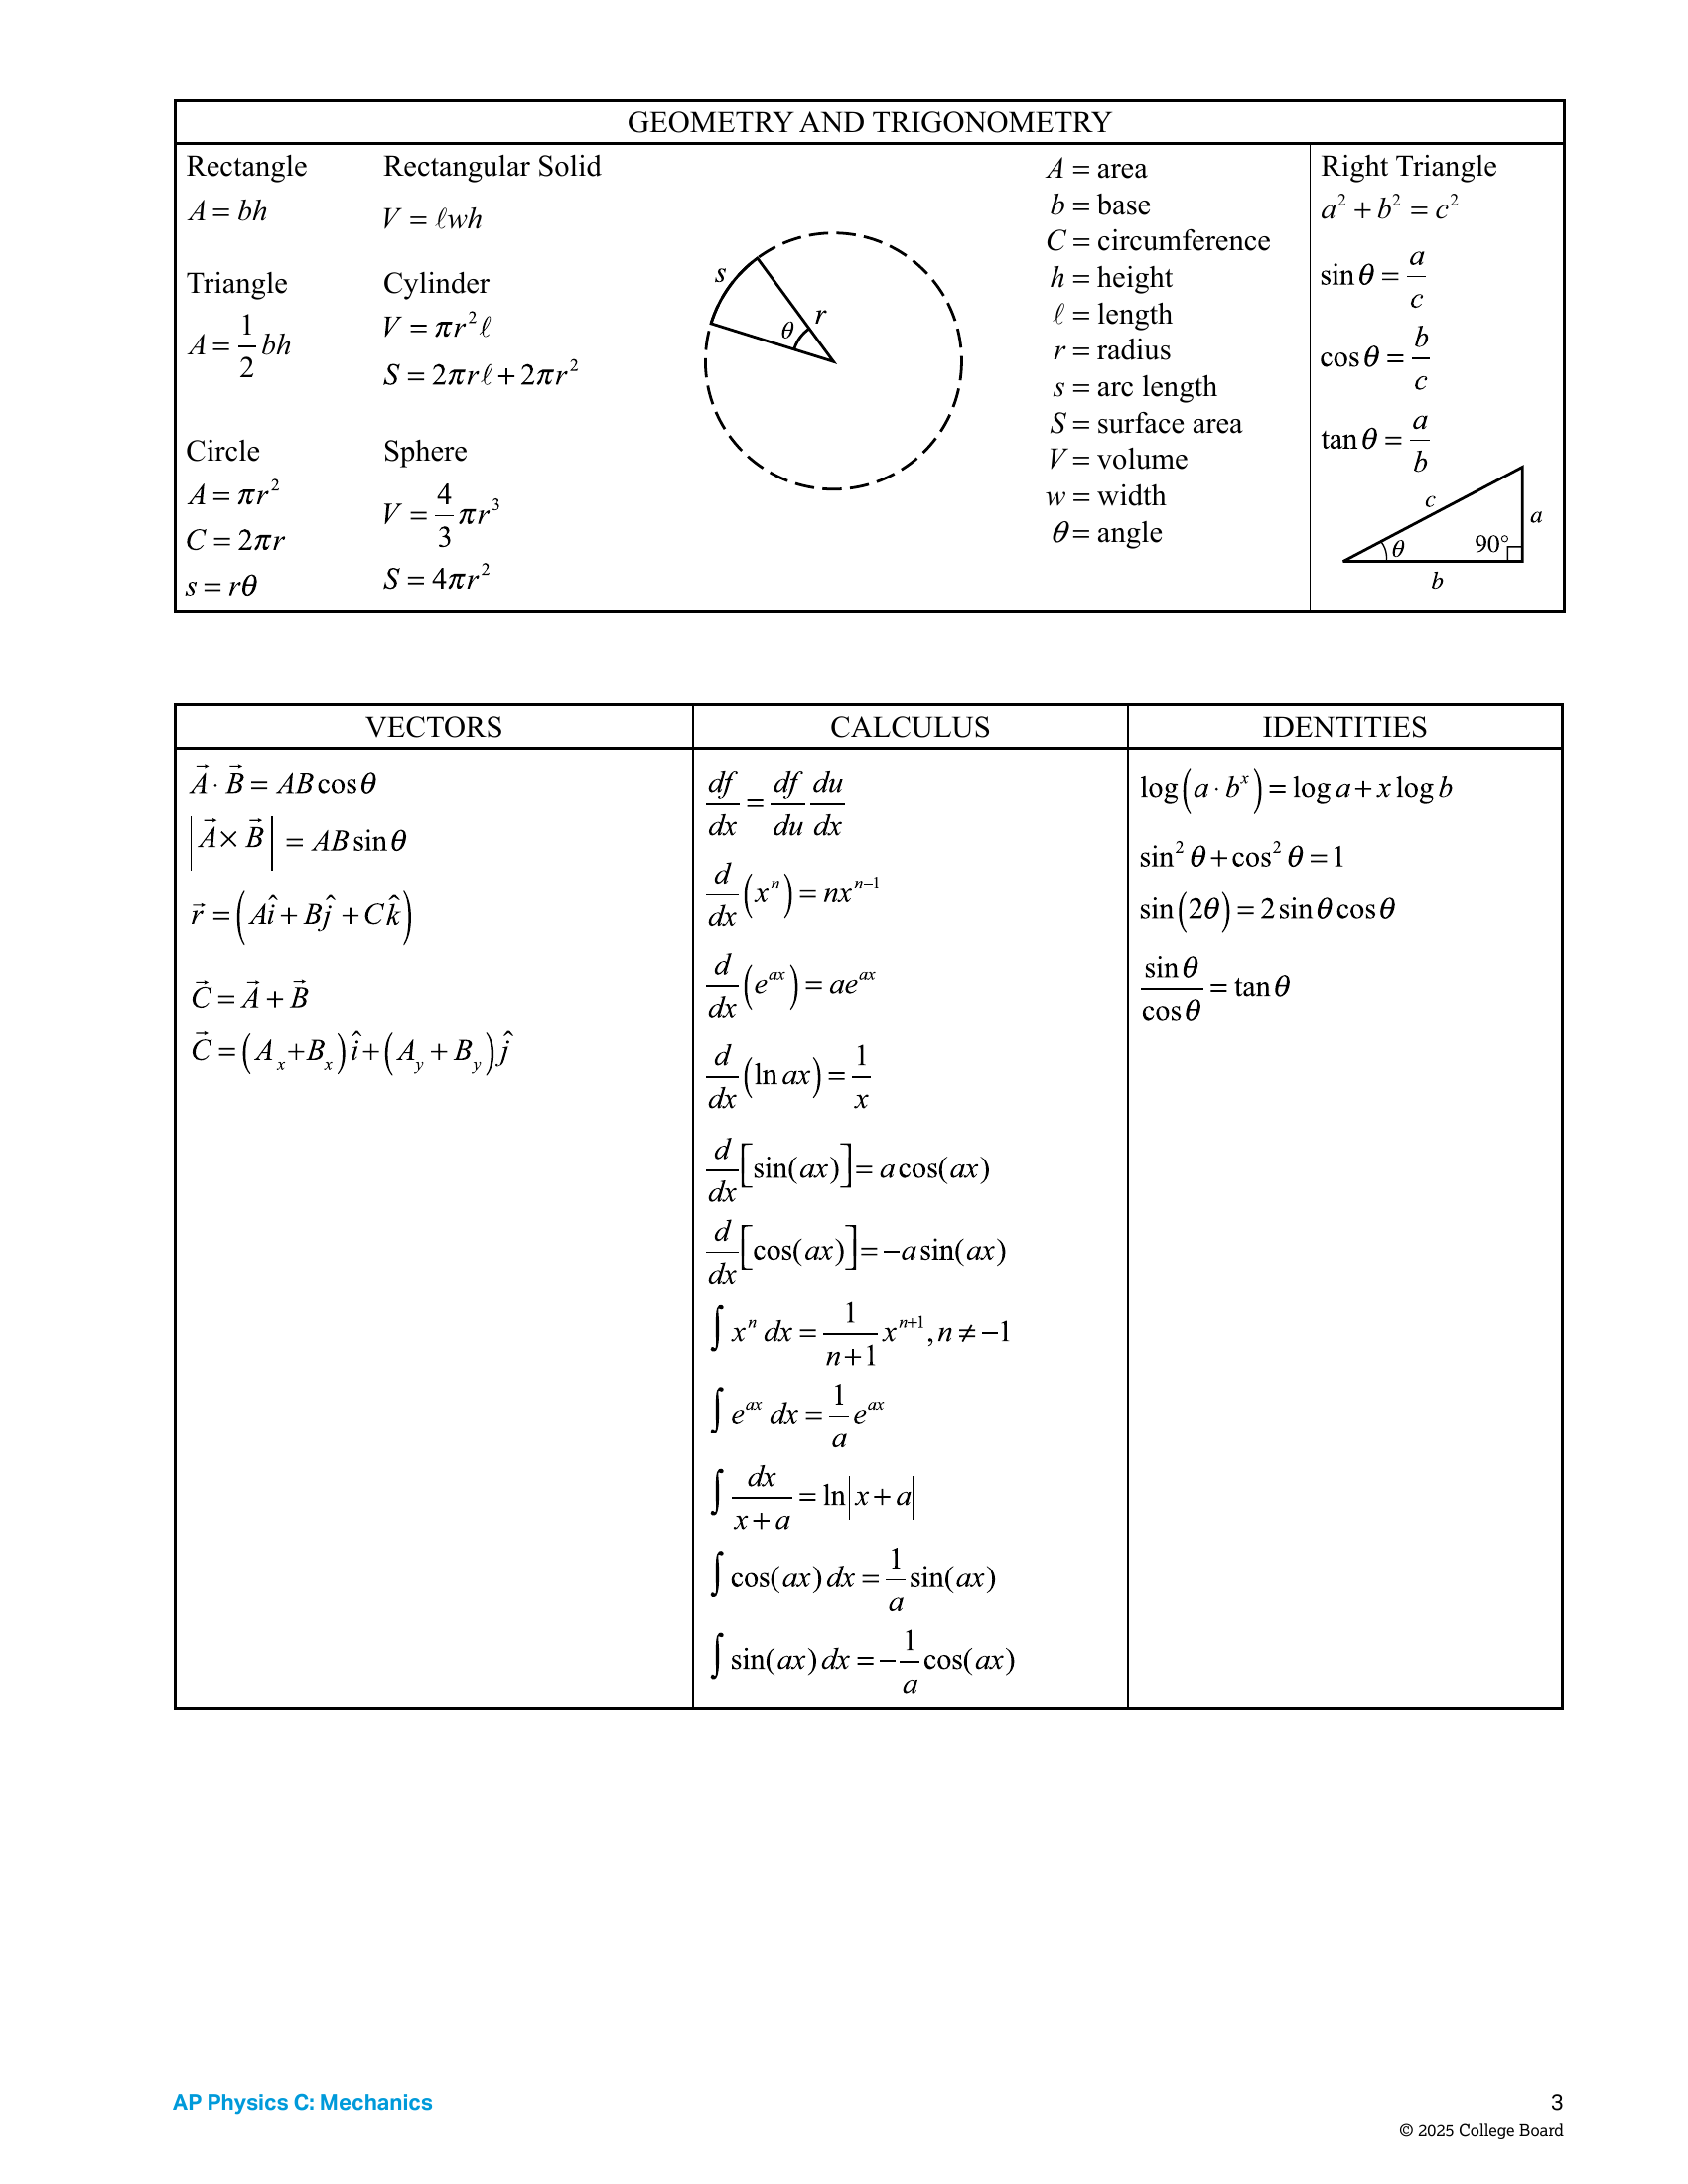 GEOMETRY AND TRIGONOMETRY
Rectangle
A = bh
Triangle
A = 1/2 bh
Circle
A = πr²
C = 2πr
s = rθ
Rectangular Solid
V = ℓwh
Cylinder
V = πr²ℓ
S = 2πrℓ + 2πr²
Sphere
V = 4/3 πr³
S = 4πr²
s
θ
r
A = area
b = base
C = circumference
h = height
ℓ = length
r = radius
s = arc length
S = surface area
V = volume
w = width
θ = angle
Right Triangle
a² + b² = c²
sin θ = a/c
cos θ = b/c
tan θ = a/b
c
a
θ
90°
b
VECTORS
A⃗ · B⃗ = AB cos θ
|A⃗ × B⃗| = AB sin θ
r⃗ = (Aî + Bĵ + Ck̂)
C⃗ = A⃗ + B⃗
C⃗ = (Aₓ + Bₓ)î + (A_y + B_y)ĵ
CALCULUS
df/dx = df/du du/dx
d/dx (xⁿ) = nxⁿ⁻¹
d/dx (e^{ax}) = ae^{ax}
d/dx (ln ax) = 1/x
d/dx [sin(ax)] = a cos(ax)
d/dx [cos(ax)] = −a sin(ax)
∫ xⁿ dx = 1/(n+1) xⁿ⁺¹, n ≠ −1
∫ e^{ax} dx = 1/a e^{ax}
∫ dx/(x + a) = ln|x + a|
∫ cos(ax) dx = 1/a sin(ax)
∫ sin(ax) dx = −1/a cos(ax)
IDENTITIES
log(a · bˣ) = log a + x log b
sin² θ + cos² θ = 1
sin(2θ) = 2 sin θ cos θ
sin θ/cos θ = tan θ
AP Physics C: Mechanics
3
© 2025 College Board